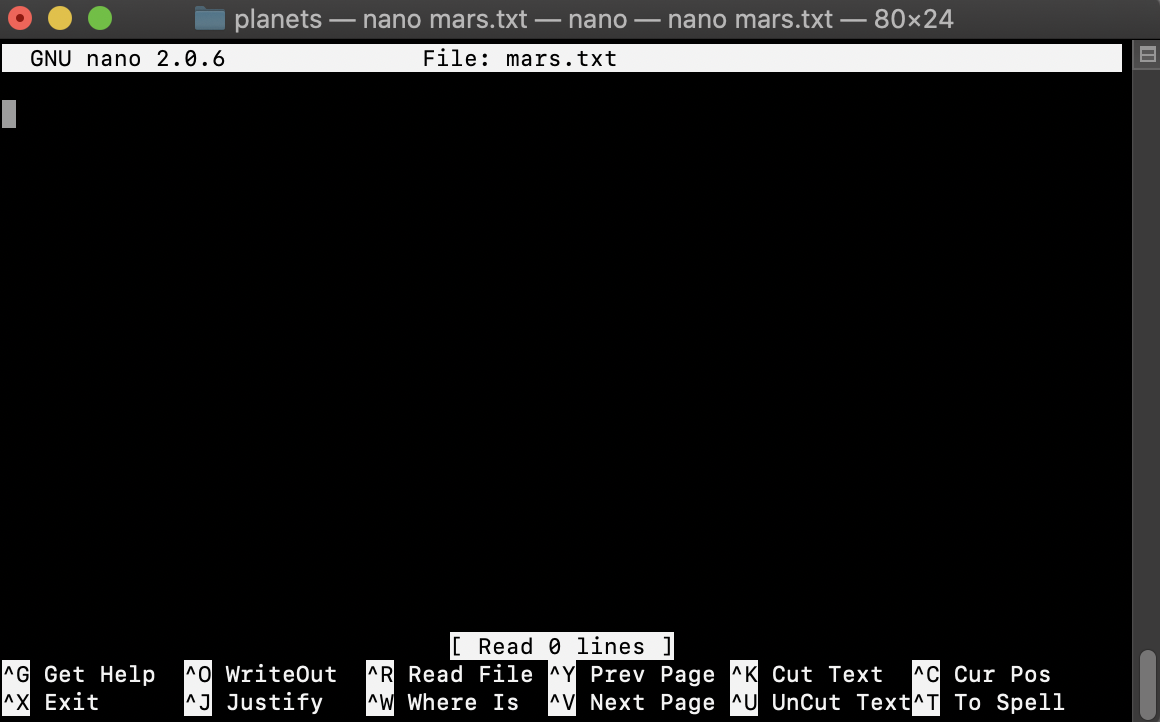 planets — nano mars.txt — nano — nano mars.txt — 80×24
GNU nano 2.0.6 File: mars.txt
[ Read 0 lines ]
^G Get Help ^O WriteOut ^R Read File ^Y Prev Page ^K Cut Text ^C Cur Pos
^X Exit ^J Justify ^W Where Is ^V Next Page ^U UnCut Text ^T To Spell